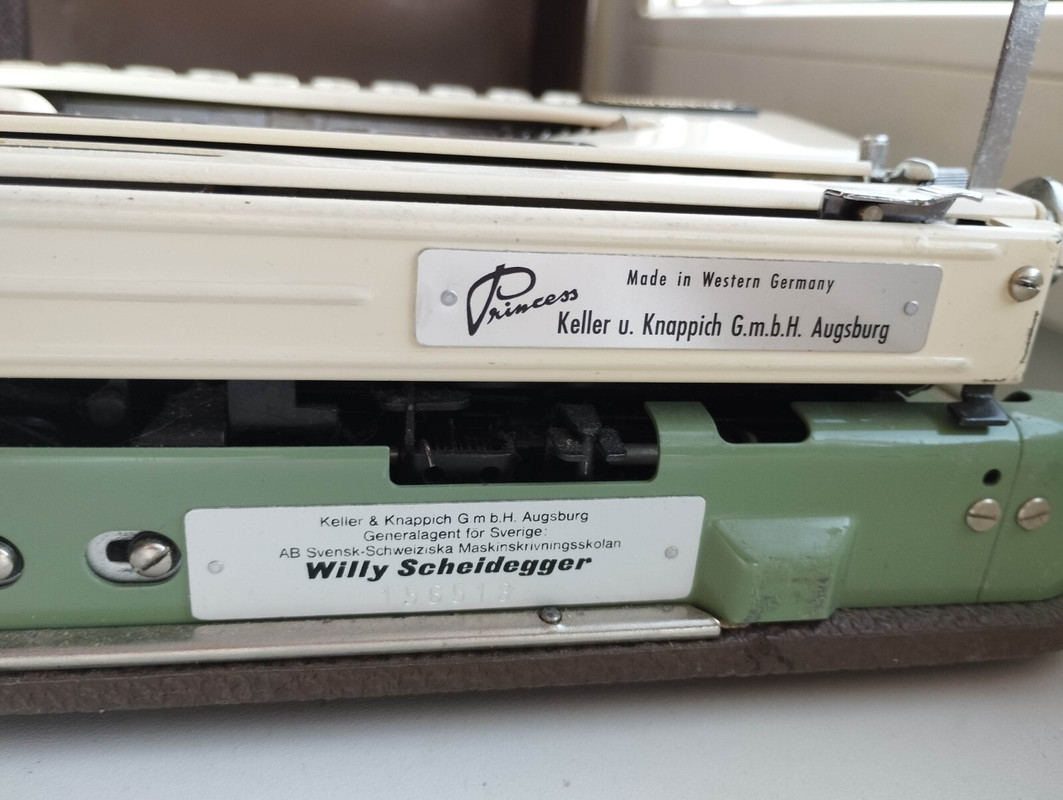 Princess
Made in Western Germany
Keller u. Knappich G.m.b.H. Augsburg
Keller & Knappich G m b.H. Augsburg
Generalagent för Sverige:
AB Svensk-Schweiziska Maskinskrivningsskolan
Willy Scheidegger